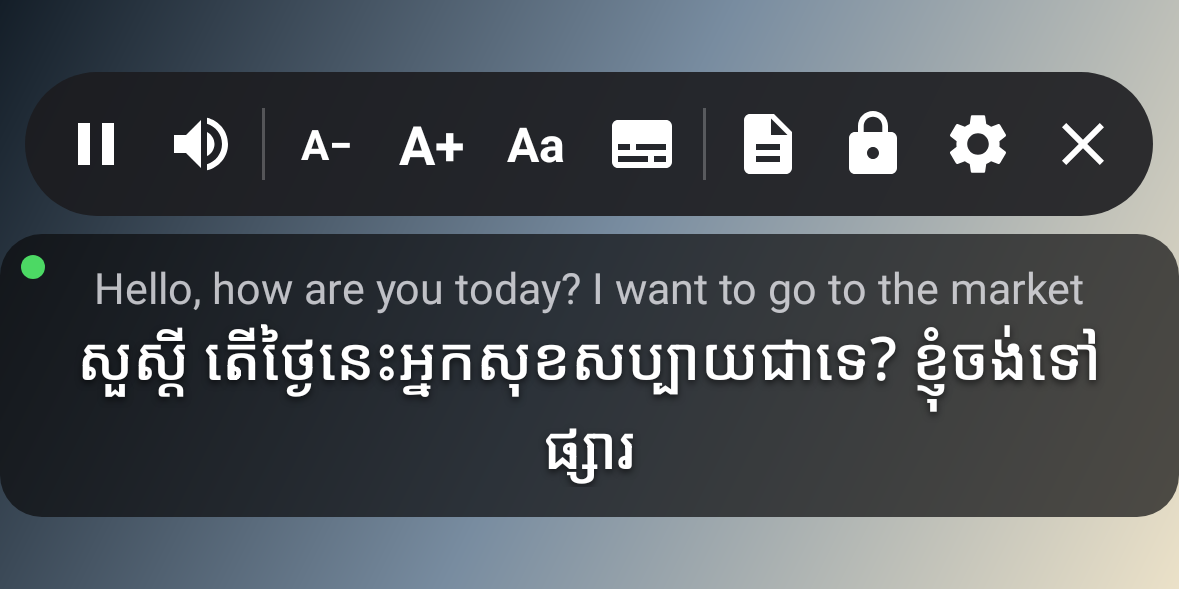 A− A+ Aa
Hello, how are you today? I want to go to the market
សួស្តី តើថ្ងៃនេះអ្នកសុខសប្បាយជាទេ? ខ្ញុំចង់ទៅ
ផ្សារ